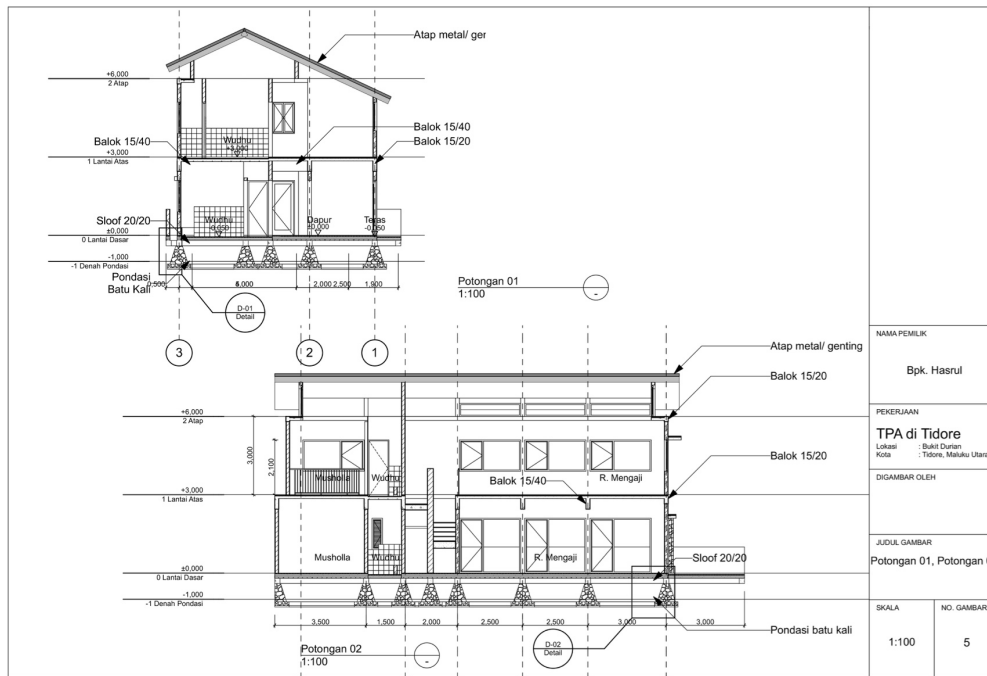 Atap metal/ gen
+6,000
2 Atap
Balok 15/40
Balok 15/40
Balok 15/20
Wudhu
+3,000
+3,000
1 Lantai Atas
Sloof 20/20
Wudhu
-0,050
Dapur
±0,000
Teras
-0,050
±0,000
0 Lantai Dasar
-1,000
-1 Denah Pondasi
Pondasi
Batu Kali
0,500
2,000
2,500
1,900
D-01
Detail
Potongan 01
1:100
-
3
2
1
Atap metal/ genting
Balok 15/20
+6,000
2 Atap
3,000
2,100
Musholla
Wudhu
Balok 15/40
R. Mengaji
Balok 15/20
+3,000
1 Lantai Atas
Musholla
Wudhu
R. Mengaji
Sloof 20/20
±0,000
0 Lantai Dasar
-1,000
-1 Denah Pondasi
3,500
1,500
2,000
2,500
2,500
3,000
3,000
Pondasi batu kali
D-02
Detail
Potongan 02
1:100
-
NAMA PEMILIK
Bpk. Hasrul
PEKERJAAN
TPA di Tidore
Lokasi : Bukit Durian
Kota : Tidore, Maluku Utara
DIGAMBAR OLEH
JUDUL GAMBAR
Potongan 01, Potongan
SKALA
NO. GAMBAR
1:100
5